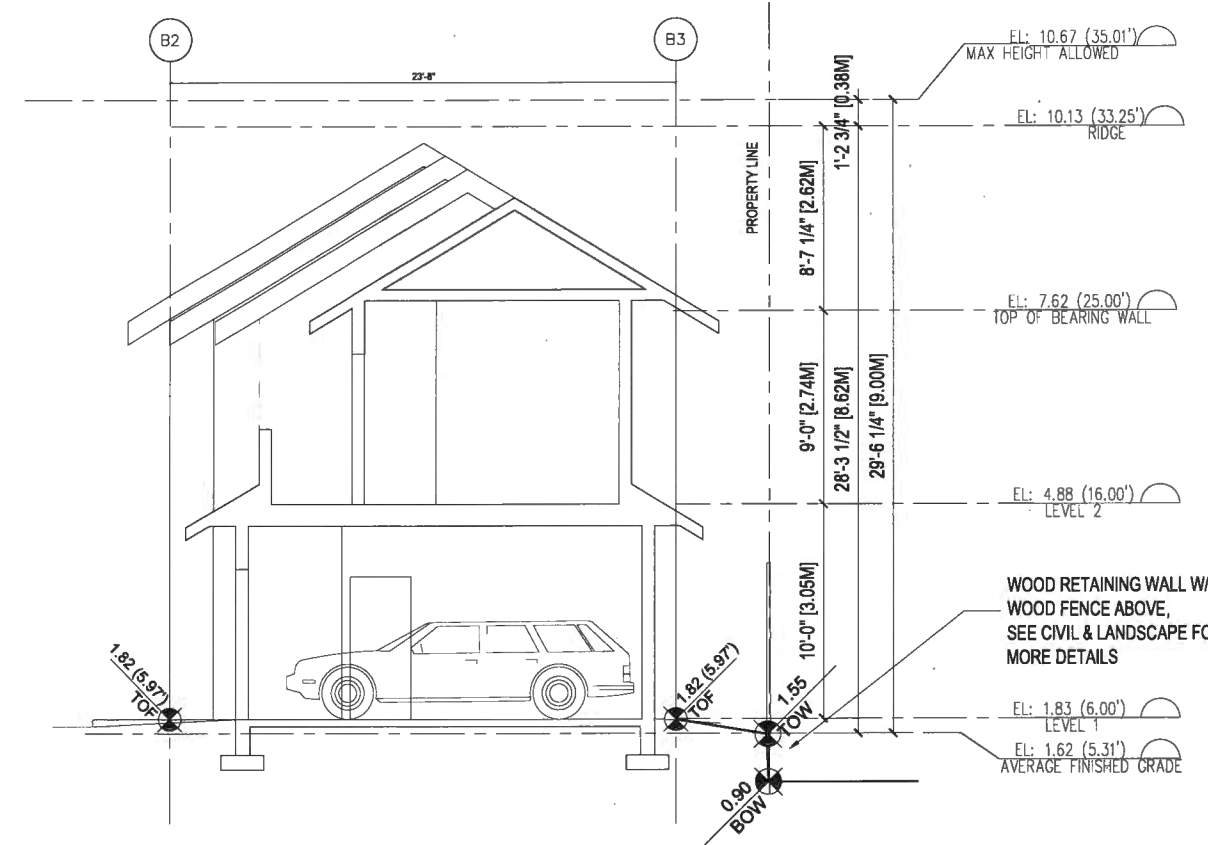 B2
B3
23'-8"
EL: 10.67 (35.01')
MAX HEIGHT ALLOWED
1'-2 3/4" [0.38M]
EL: 10.13 (33.25')
RIDGE
PROPERTY LINE
8'-7 1/4" [2.62M]
EL: 7.62 (25.00')
TOP OF BEARING WALL
9'-0" [2.74M]
28'-3 1/2" [8.62M]
29'-6 1/4" [9.00M]
EL: 4.88 (16.00')
LEVEL 2
10'-0" [3.05M]
WOOD RETAINING WALL W/
WOOD FENCE ABOVE,
SEE CIVIL & LANDSCAPE FO
MORE DETAILS
1.82 (5.97')
TOF
1.82 (5.97')
TOF
1.55
TOW
EL: 1.83 (6.00')
LEVEL 1
EL: 1.62 (5.31')
AVERAGE FINISHED GRADE
0.90
BOW